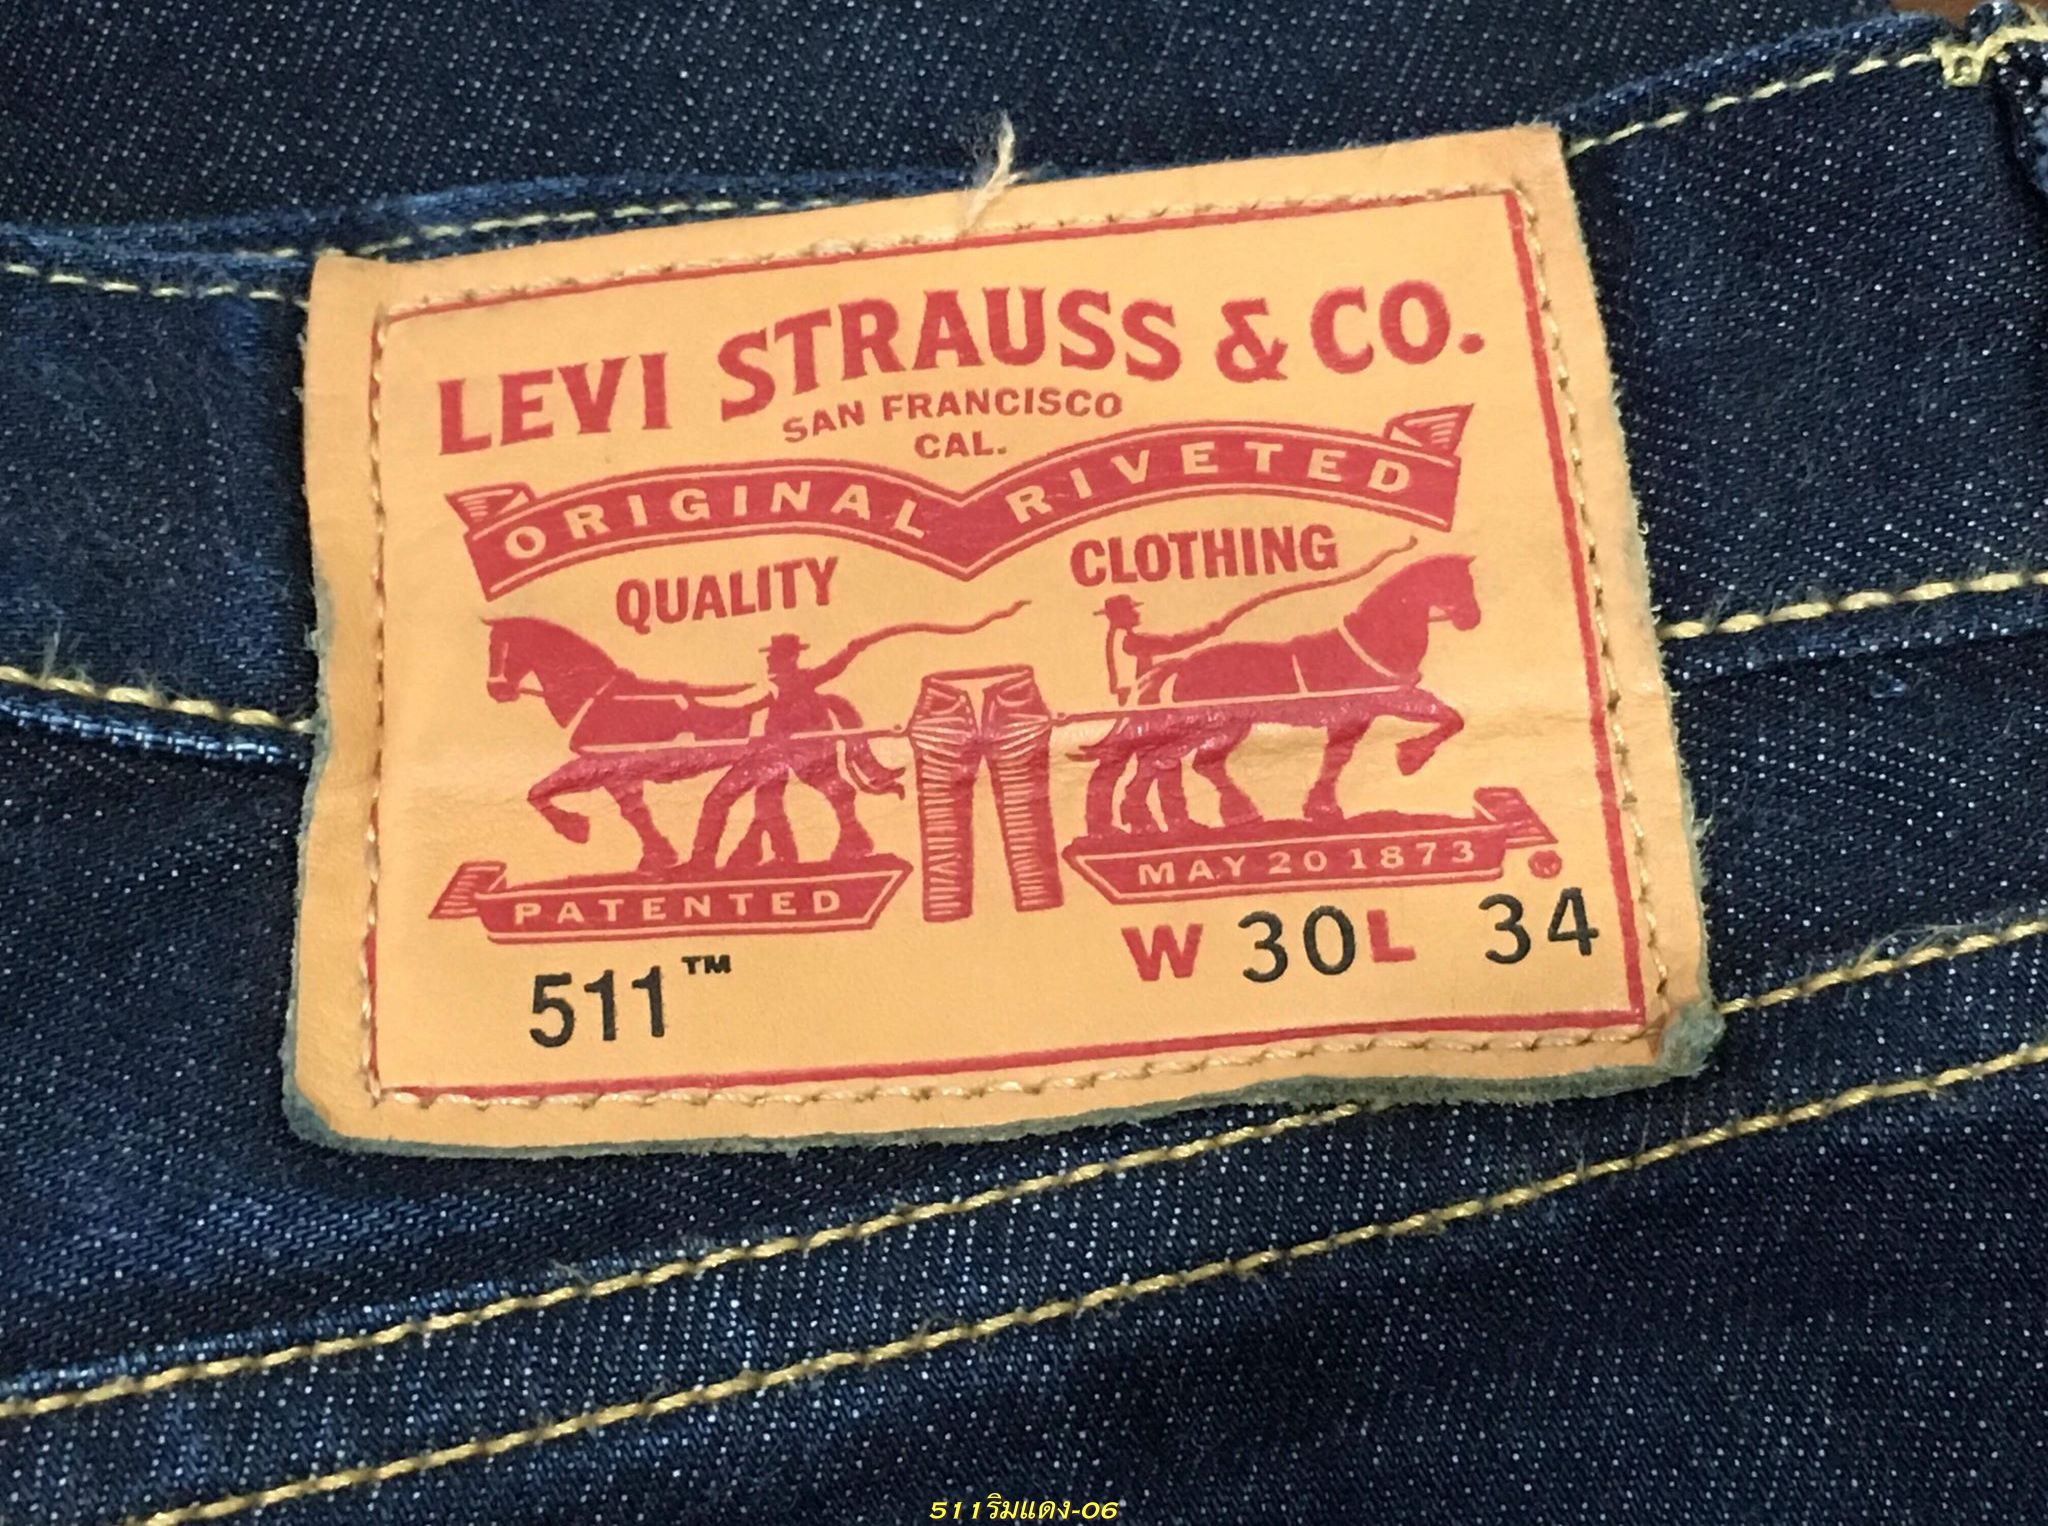 LEVI STRAUSS & CO.
SAN FRANCISCO
CAL.
ORIGINAL RIVETED
QUALITY CLOTHING
PATENTED MAY 20 1873
511™ W 30 L 34
511ริมแดง-06